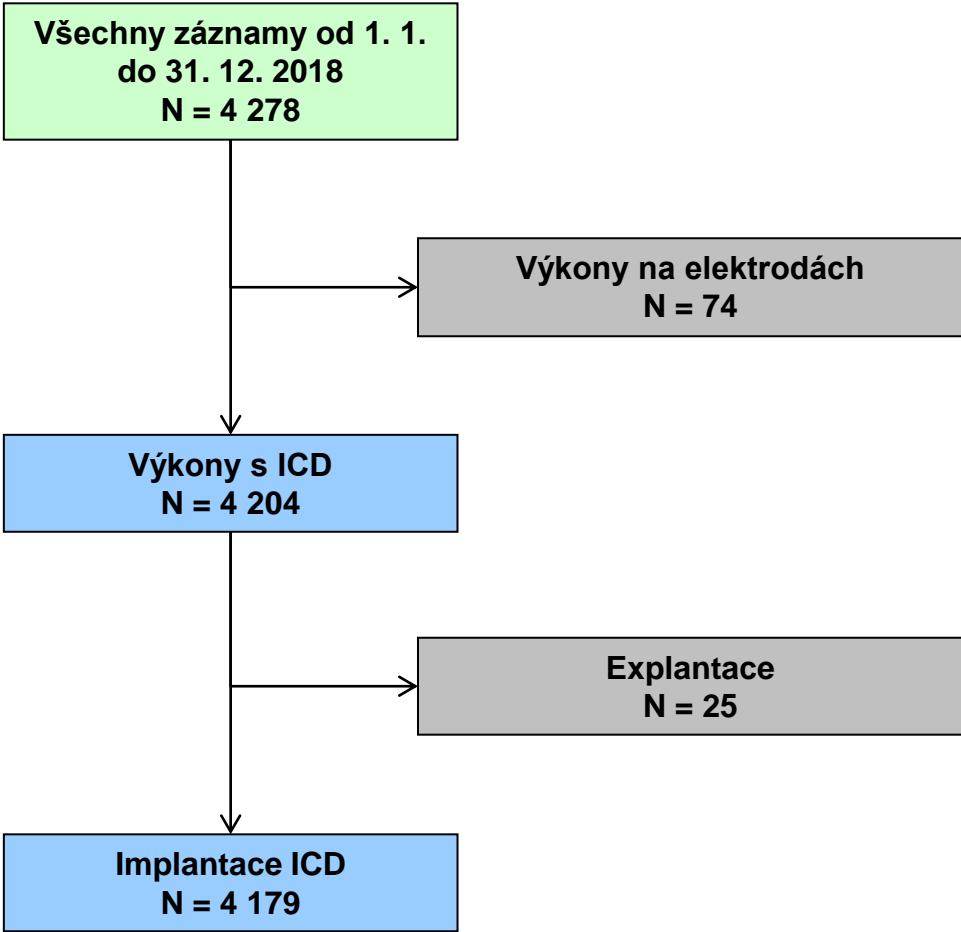 Všechny záznamy od 1. 1.
do 31. 12. 2018
N = 4 278
Výkony na elektrodách
N = 74
Výkony s ICD
N = 4 204
Explantace
N = 25
Implantace ICD
N = 4 179